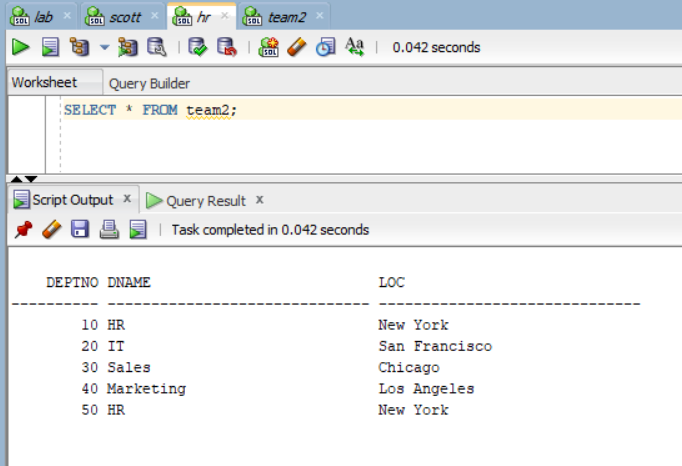 lab scott hr team2
0.042 seconds
Worksheet Query Builder
SELECT * FROM team2;
Script Output x Query Result x
Task completed in 0.042 seconds
DEPTNO DNAME LOC
---------- ------------------------------ ------------------------------
10 HR New York
20 IT San Francisco
30 Sales Chicago
40 Marketing Los Angeles
50 HR New York